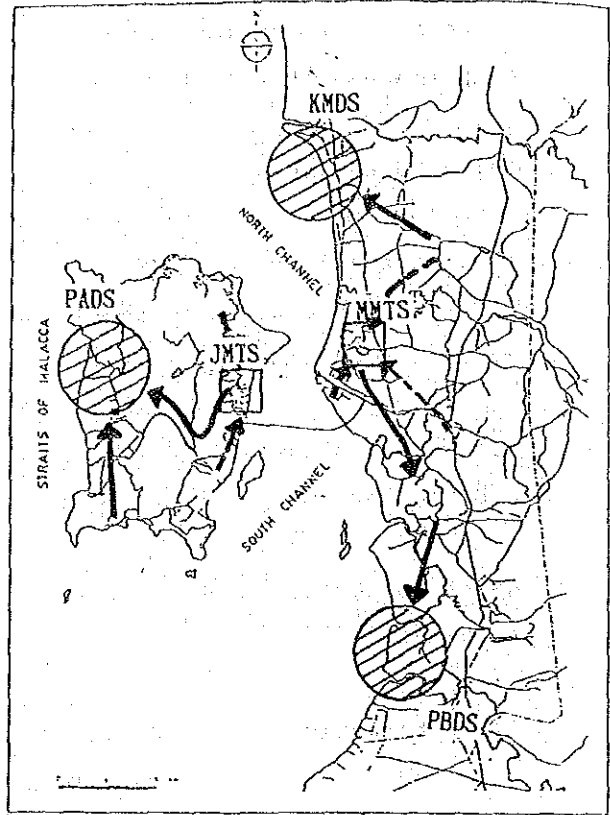 KMDS
NORTH CHANNEL
PADS
MMTS
JMTS
STRAITS OF MALACCA
SOUTH CHANNEL
PBDS